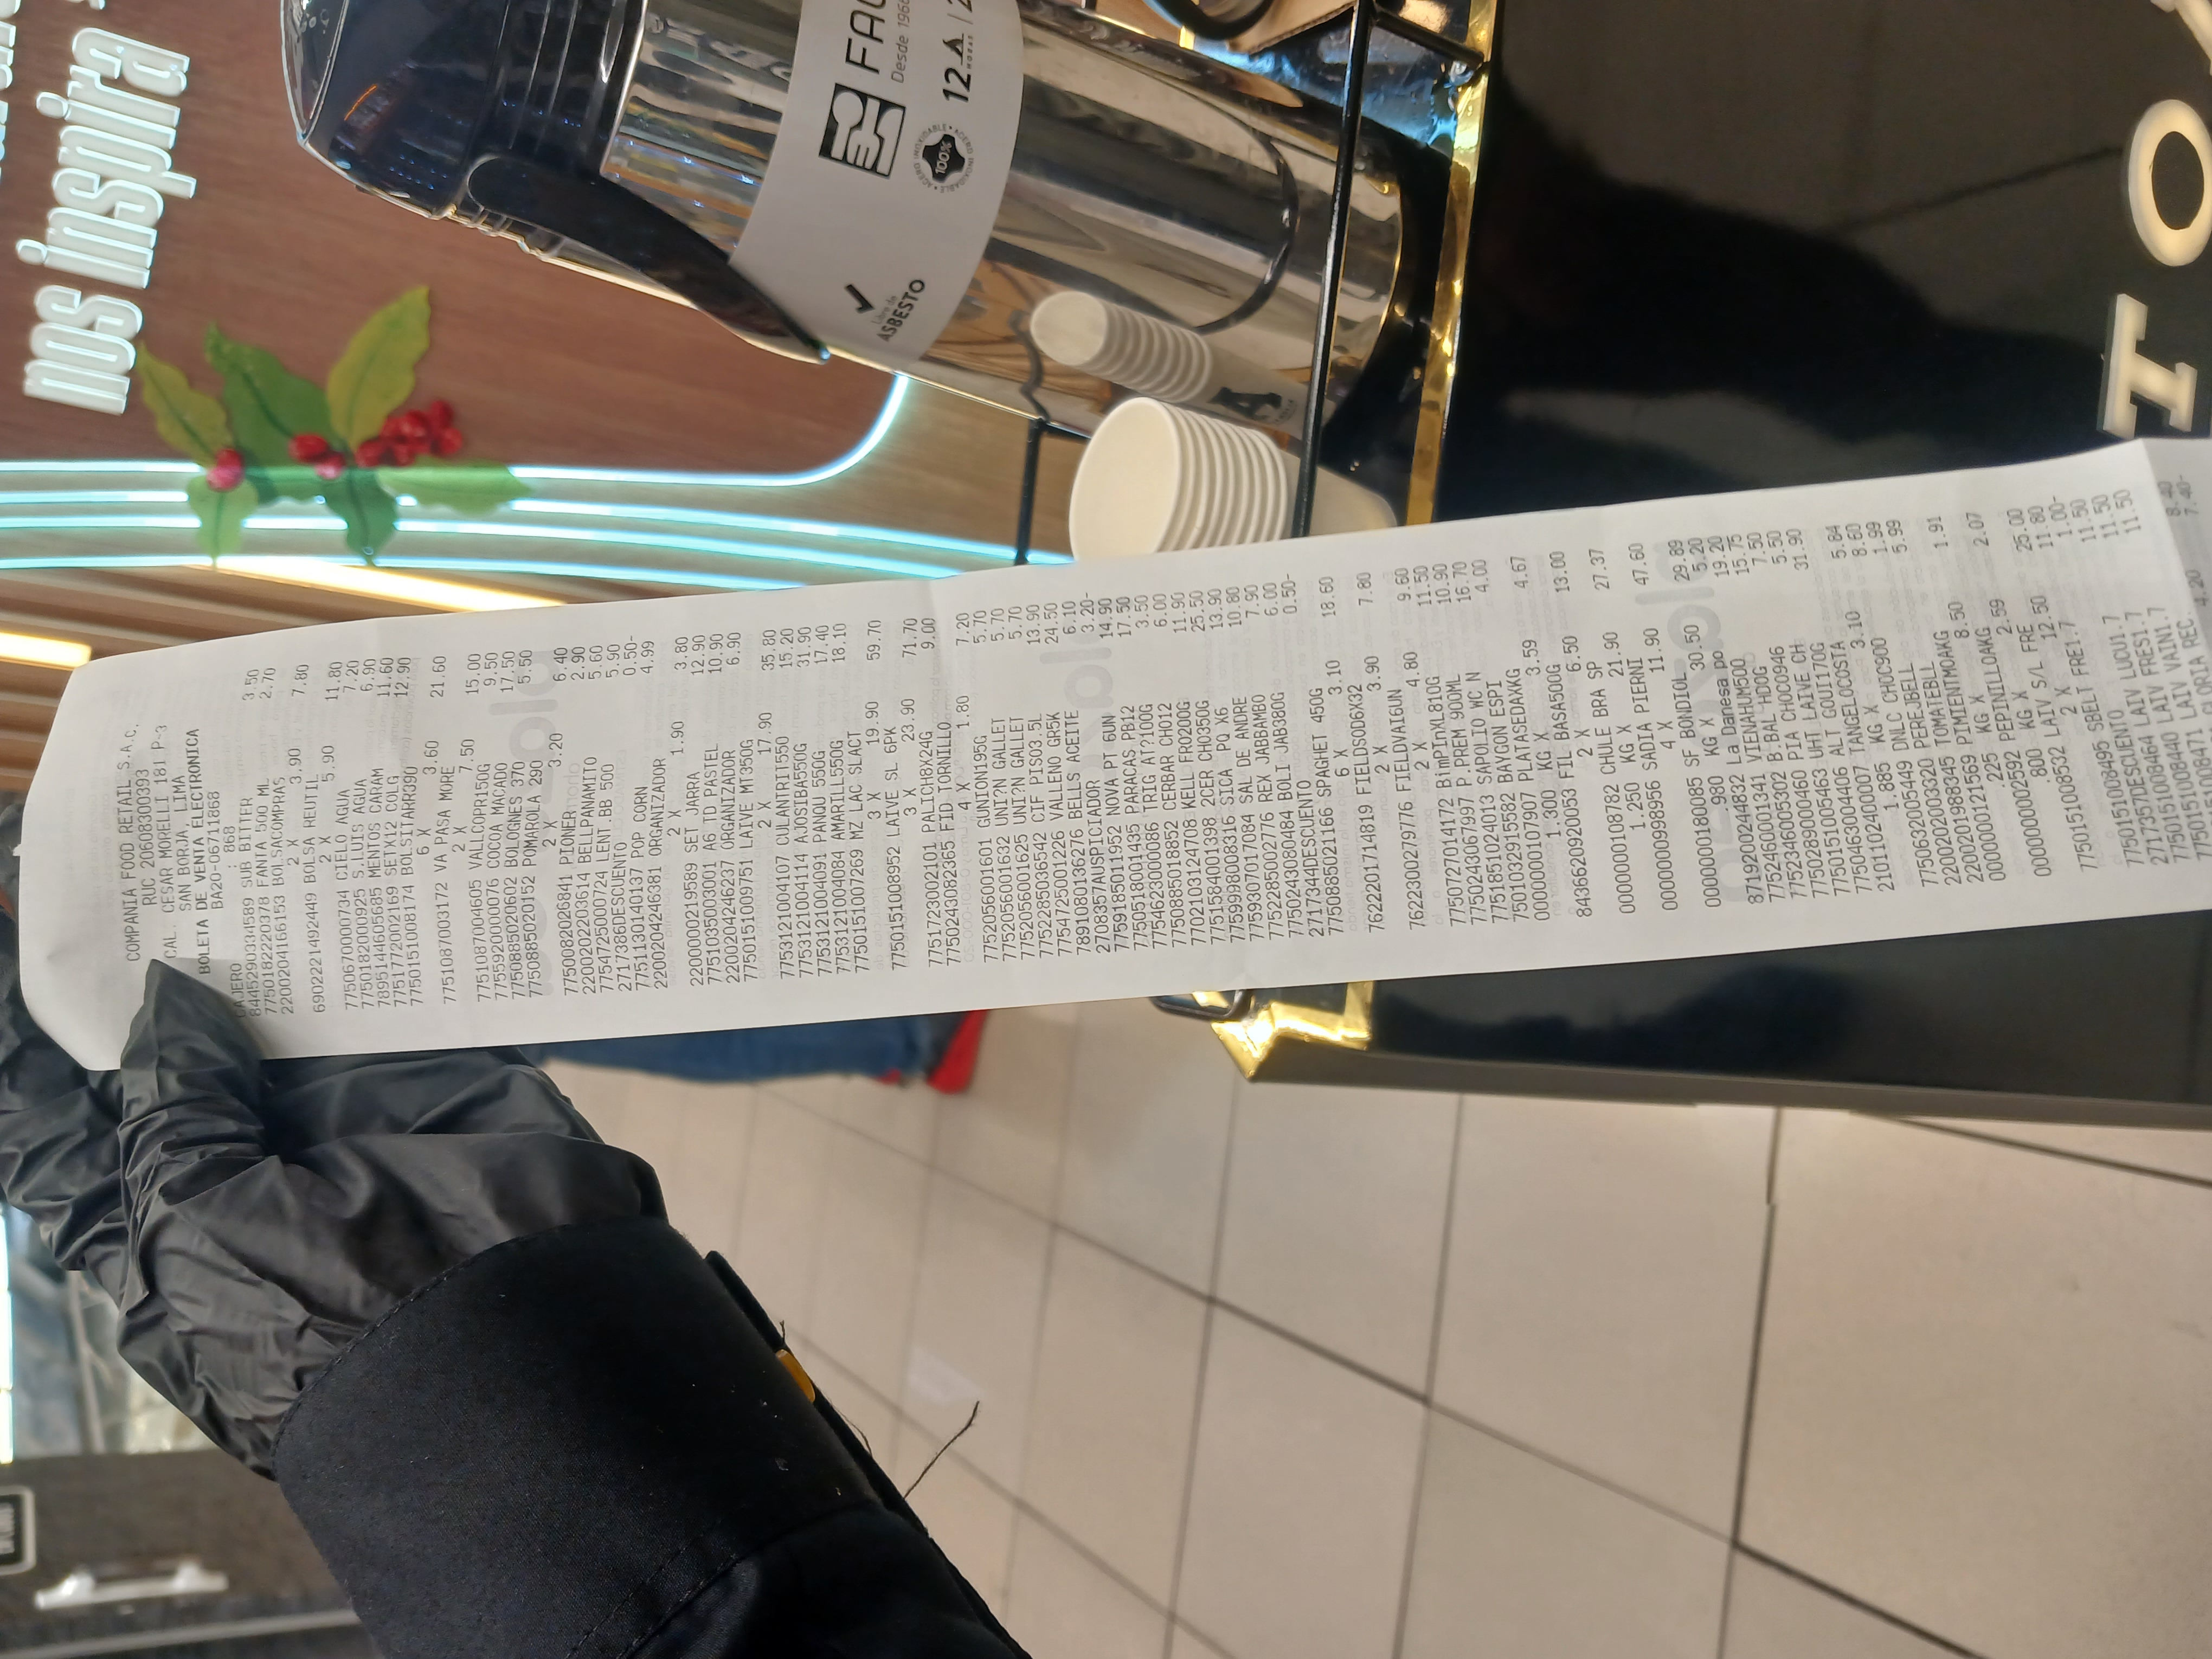 nos inspira
COMPANIA FOOD RETAIL S.A.C.
RUC 20608300393
CAL. CESAR MORELLI 181 P-3
SAN BORJA, LIMA
BOLETA DE VENTA ELECTRONICA
BA20-06711868
CAJERO : 868
8445290334589 SUB BITTER 3.50
7750182220378 FANTA 500 ML 2.70
2200204166153 BOLSACOMPRAS
2 X 3.90 7.80
6902221492449 BOLSA REUTIL
2 X 5.90 11.80
7750670000734 CIELO AGUA 7.20
7750182000925 S.LUIS AGUA 6.90
7895144605685 MENTOS CARAM 11.60
7751772002169 SETX12 COLG 12.90
7750151008174 BOLSITARR390
6 X 3.60 21.60
7751087003172 VA PASA MORE
2 X 7.50 15.00
7751087004605 VALLCOPR150G 9.50
7755920000076 COCOA MACADO 17.50
7750885020602 BOLOGNES 370 5.50
7750885020152 POMAROLA 290
2 X 3.20 6.40
7750082026841 PIONER 2.90
2200202203614 BELLPANAMITO 5.60
7754725000724 LENT.BB 500 5.90
2717386DESCUENTO 0.50-
7751130140137 POP CORN 4.99
2200204246381 ORGANIZADOR
2 X 1.90 3.80
2200000219589 SET JARRA 12.90
7751035003001 A6 TD PASTEL 10.90
2200204246237 ORGANIZADOR 6.90
7750151009751 LAIVE MT350G
2 X 17.90 35.80
7753121004107 CULANTRIT550 15.20
7753121004114 AJOSIBA550G 31.90
7753121004091 PANQU 550G 17.40
7753121004084 AMARILL550G 18.10
7750151007269 MZ LAC SLACT
3 X 19.90 59.70
7750151008952 LAIVE SL 6PK
3 X 23.90 71.70
7751723002101 PALICH8X24G 9.00
7750243082365 FID TORNILLO
4 X 1.80 7.20
7752056001601 GUNION195G 5.70
7752056001632 UNI?N GALLET 5.70
7752056001625 UNI?N GALLET 5.70
7752285036542 CIF PISO3.5L 13.90
7754725001226 VALLENO GR5K 24.50
7891080136276 BELLS ACEITE 6.10
2708357AUSPICIADOR 3.20-
7759185011952 NOVA PT 6UN 14.90
7750518001435 PARACAS PB12 17.50
7754623000086 TRIG AT?100G 3.50
7750885018852 CERBAR CHO12 6.00
7702103124708 KELL FRO200G 11.90
7751584001398 2CER CHO350G 25.50
7759998008316 SICA PQ X6 13.90
7759307017084 SAL DE ANDRE 10.80
7752285002776 REX JABBAMBO 7.90
7750243080484 BOLI JAB380G 6.00
2717344DESCUENTO 0.50-
7750885021166 SPAGHET 450G
6 X 3.10 18.60
7622201714819 FIELDSOD6X32
2 X 3.90 7.80
7622300279776 FIELDVAI6UN
2 X 4.80 9.60
7750727014172 BimPInXL810G 11.50
7750243067997 P.PREM 900ML 10.90
7751851024013 SAPOLIO WC N 16.70
7501032915582 BAYGON ESPI 4.00
0000000107907 PLATASEDAXKG
1.300 KG X 3.59 4.67
8436620920053 FIL BASA500G
2 X 6.50 13.00
0000000108782 CHULE BRA SP
1.250 KG X 21.90 27.37
0000000998956 SADIA PIERNI
4 X 11.90 47.60
0000000180085 SF BONDIOL
.980 KG X 30.50 29.89
8719200244832 La Danesa po 5.20
7752460001341 VIENAHUM500 19.20
7752346005302 B.BAL HDOG 15.75
7750289000460 PIA CHOCO946 7.50
7750151005463 UHT LAIVE CH 5.50
7750463004406 ALT GOUI170G 31.90
2101102400007 TANGELOCOSTA
1.885 KG X 3.10 5.84
7750632005449 DNLC CHOC900 8.60
2200202003320 PEREJBELL 1.99
2200201988345 TOMATEBLL 5.99
0000000121569 PIMIENTMOAKG
.225 KG X 8.50 1.91
0000000002592 PEPINILLOAKG
.800 KG X 2.59 2.07
7750151008532 LAIV S/L FRE
2 X 12.50 25.00
7750151008495 SBELT FRE1.7 11.80
2717357DESCUENTO 1.00-
7750151008464 LAIV LUCU1.7 11.50
7750151008440 LAIV FRES1.7 11.50
7750151008471 LAIV VAIN1.7 11.50
GLORIA REC.
4.20 8.40
7.40-
Libre de
ASBESTO
Desde 1968
100%
ACERO INOXIDABLE
12
HORAS